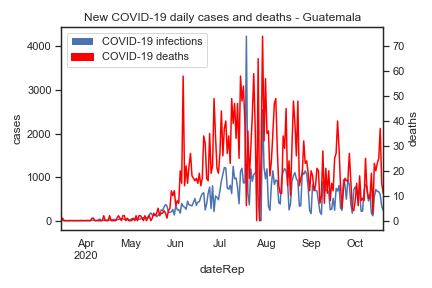 New COVID-19 daily cases and deaths - Guatemala
COVID-19 infections
COVID-19 deaths
4000
3000
2000
1000
0
cases
70
60
50
40
30
20
10
0
deaths
Apr
2020
May
Jun
Jul
Aug
Sep
Oct
dateRep